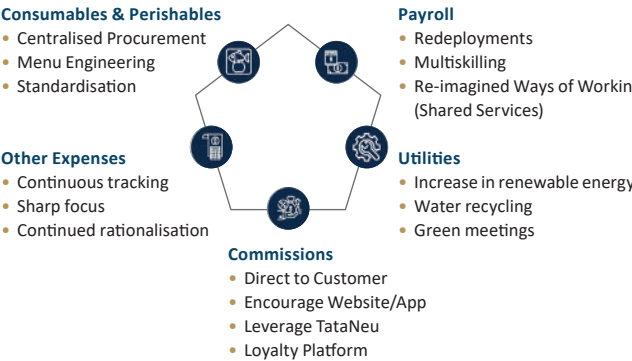 Consumables & Perishables
• Centralised Procurement
• Menu Engineering
• Standardisation
Payroll
• Redeployments
• Multiskilling
• Re-imagined Ways of Workin
(Shared Services)
Other Expenses
• Continuous tracking
• Sharp focus
• Continued rationalisation
Utilities
• Increase in renewable energy
• Water recycling
• Green meetings
Commissions
• Direct to Customer
• Encourage Website/App
• Leverage TataNeu
• Loyalty Platform